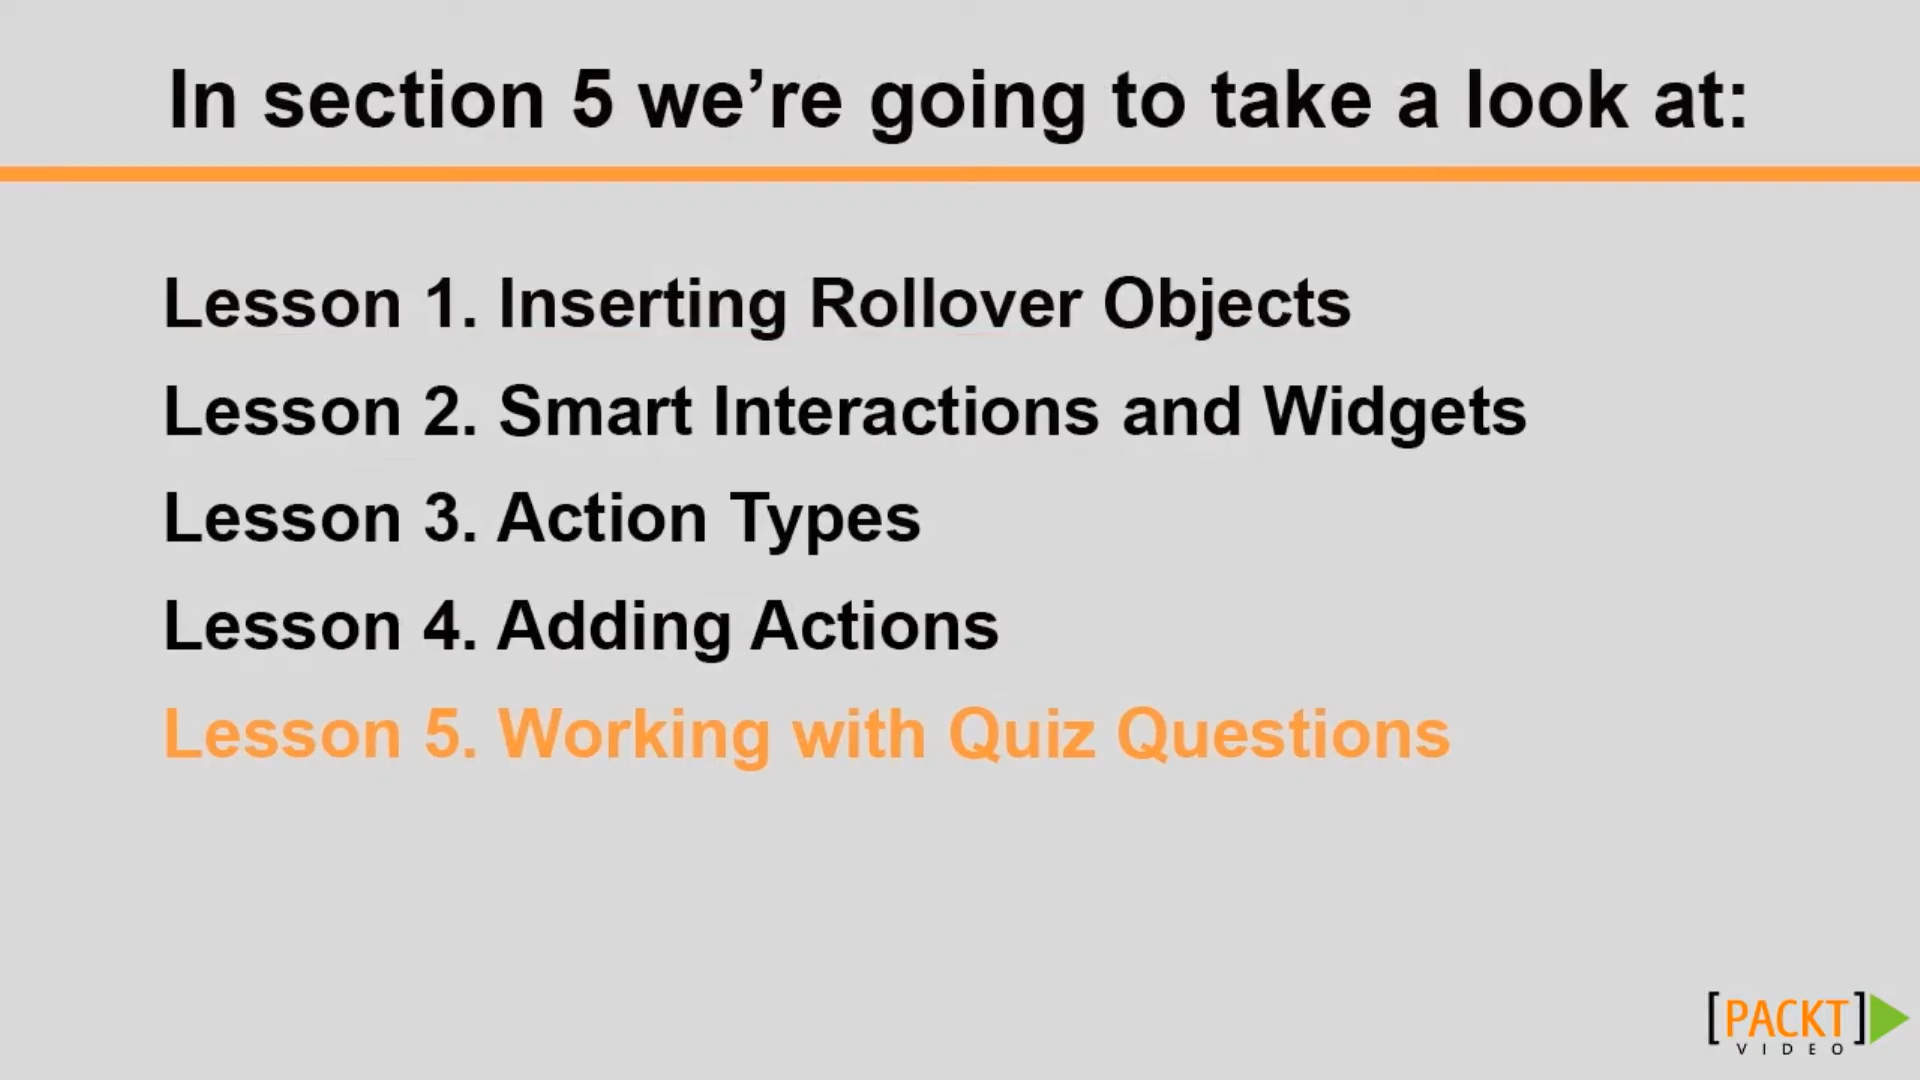 In section 5 we’re going to take a look at:
Lesson 1. Inserting Rollover Objects
Lesson 2. Smart Interactions and Widgets
Lesson 3. Action Types
Lesson 4. Adding Actions
Lesson 5. Working with Quiz Questions
[PACKT]
VIDEO